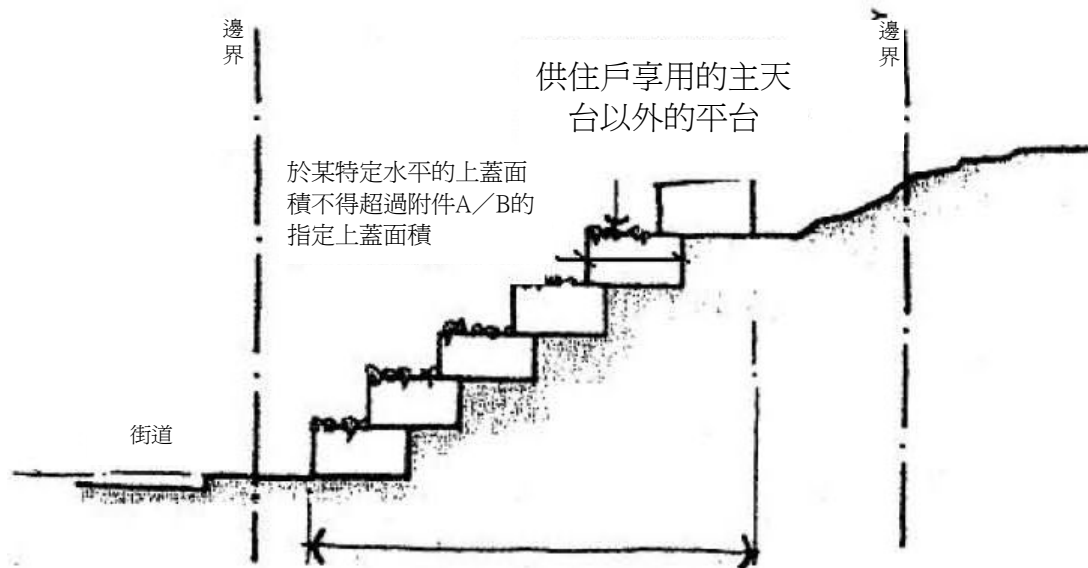 邊界
邊界
供住戶享用的主天
台以外的平台
於某特定水平的上蓋面
積不得超過附件A／B的
指定上蓋面積
街道